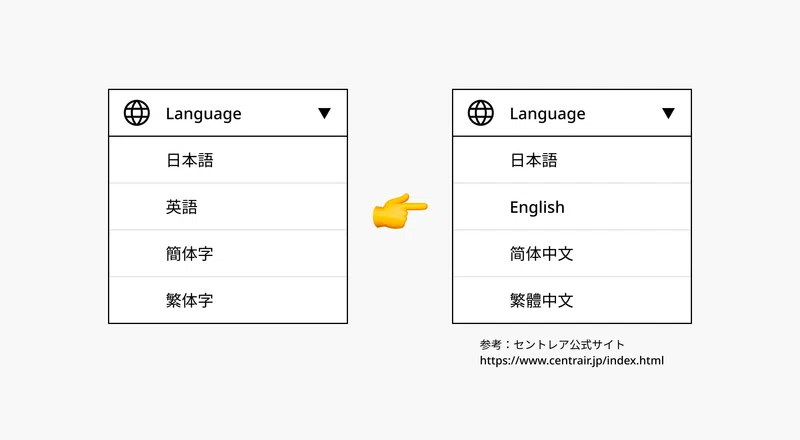 Language ▼
日本語
英語
簡体字
繁体字
Language ▼
日本語
English
简体中文
繁體中文
参考：セントレア公式サイト
https://www.centrair.jp/index.html